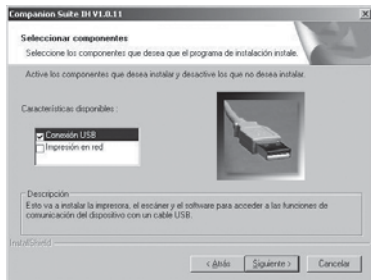 Companion Suite IH V1.0.11
Seleccionar componentes
Seleccione los componentes que desea que el programa de instalación instale.
Active los componentes que desea instalar y desactive los que no desea instalar.
Características disponibles :
Conexión USB
Impresión en red
Descripción
Esto va a instalar la impresora, el escáner y el software para acceder a las funciones de
comunicación del dispositivo con un cable USB.
InstallShield
< Atrás
Siguiente >
Cancelar